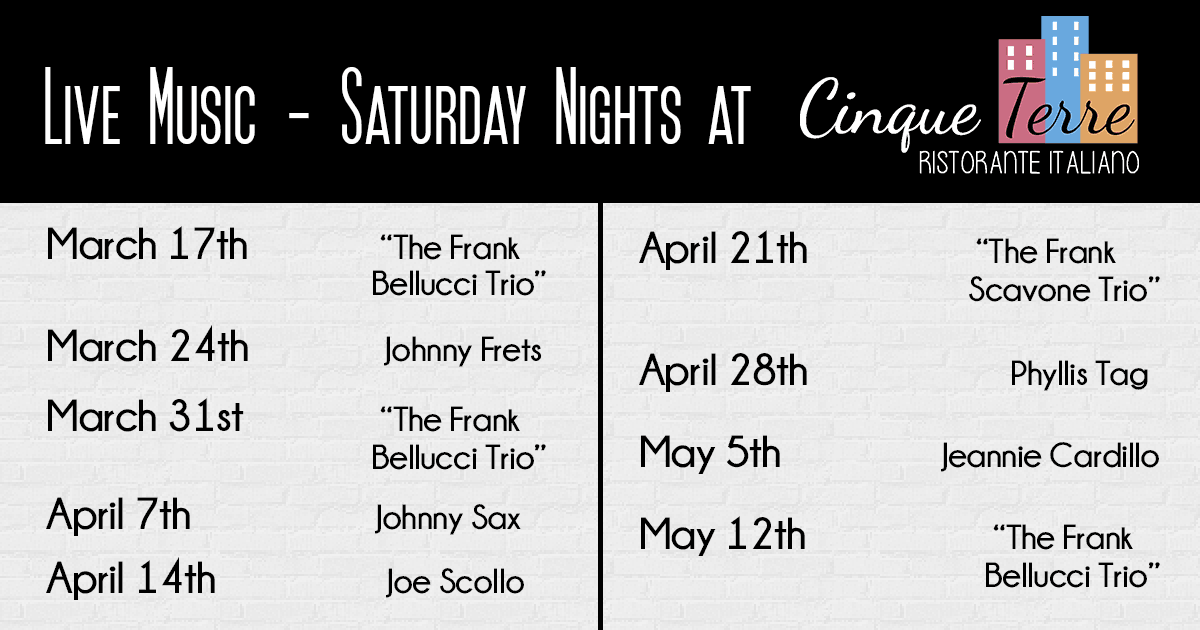 Live Music - Saturday Nights at Cinque Terre
Ristorante Italiano
March 17th "The Frank
Bellucci Trio"
March 24th Johnny Frets
March 31st "The Frank
Bellucci Trio"
April 7th Johnny Sax
April 14th Joe Scollo
April 21th "The Frank
Scavone Trio"
April 28th Phyllis Tag
May 5th Jeannie Cardillo
May 12th "The Frank
Bellucci Trio"